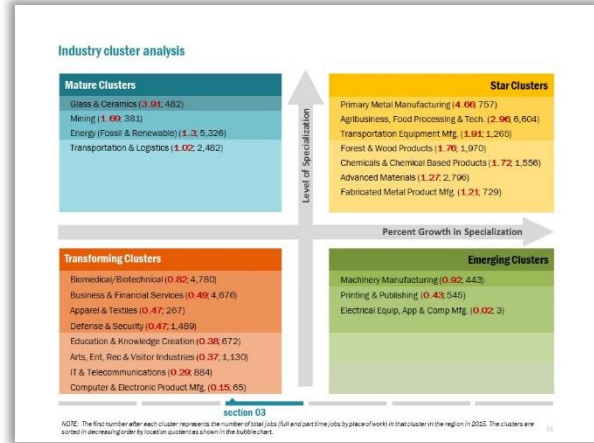 Industry cluster analysis
Mature Clusters
Glass & Ceramics (3.91; 482)
Mining (1.69; 381)
Energy (Fossil & Renewable) (1.3; 5,326)
Transportation & Logistics (1.02; 2,482)
Level of Specialization
Star Clusters
Primary Metal Manufacturing (4.66; 757)
Agribusiness, Food Processing & Tech. (2.96; 6,604)
Transportation Equipment Mfg. (1.91; 1,265)
Forest & Wood Products (1.76; 1,970)
Chemicals & Chemical Based Products (1.72; 1,556)
Advanced Materials (1.27; 2,796)
Fabricated Metal Product Mfg. (1.21; 729)
Percent Growth in Specialization
Transforming Clusters
Biomedical/Biotechnical (0.82; 4,780)
Business & Financial Services (0.49; 4,676)
Apparel & Textiles (0.47; 267)
Defense & Security (0.47; 1,489)
Education & Knowledge Creation (0.38; 672)
Arts, Ent, Rec & Visitor Industries (0.37; 1,130)
IT & Telecommunications (0.29; 884)
Computer & Electronic Product Mfg. (0.15; 65)
Emerging Clusters
Machinery Manufacturing (0.92; 443)
Printing & Publishing (0.43; 545)
Electrical Equip, App & Comp Mfg. (0.02; 3)
section 03
NOTE: The first number after each cluster represents the number of total jobs (full and part time jobs by place of work) in that cluster in the region in 2015. The clusters are
sorted in decreasing order by location quotient as shown in the bubble chart.